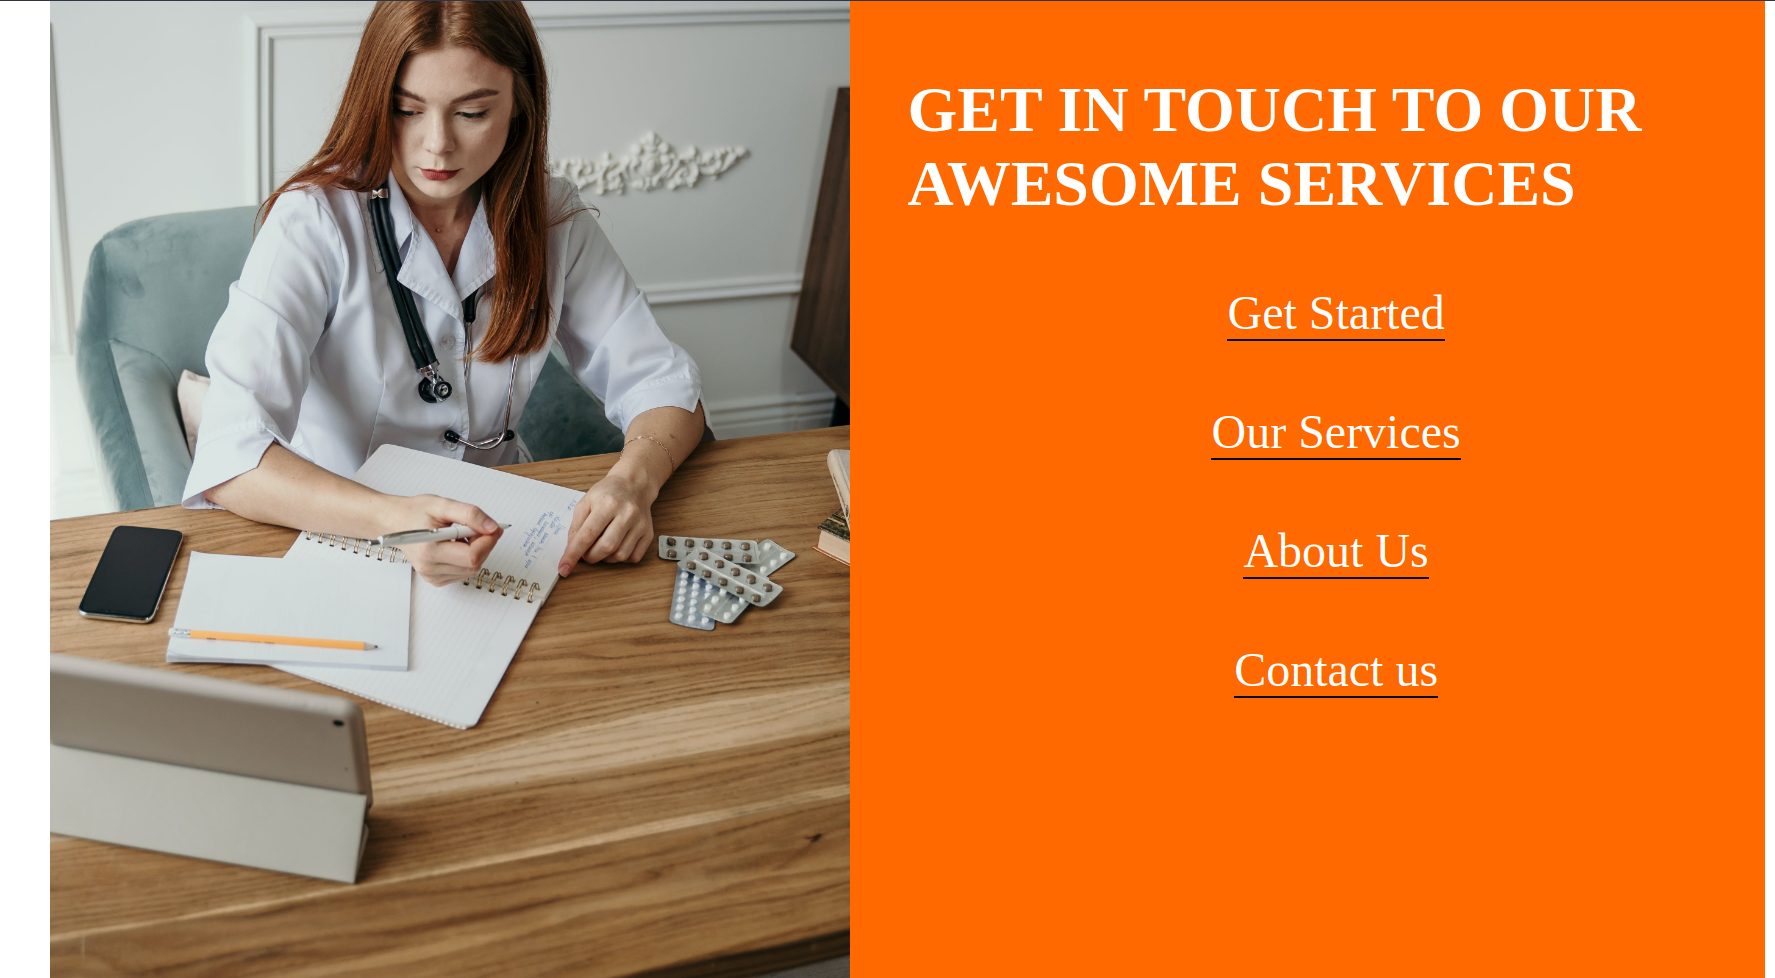 GET IN TOUCH TO OUR
AWESOME SERVICES
Get Started
Our Services
About Us
Contact us